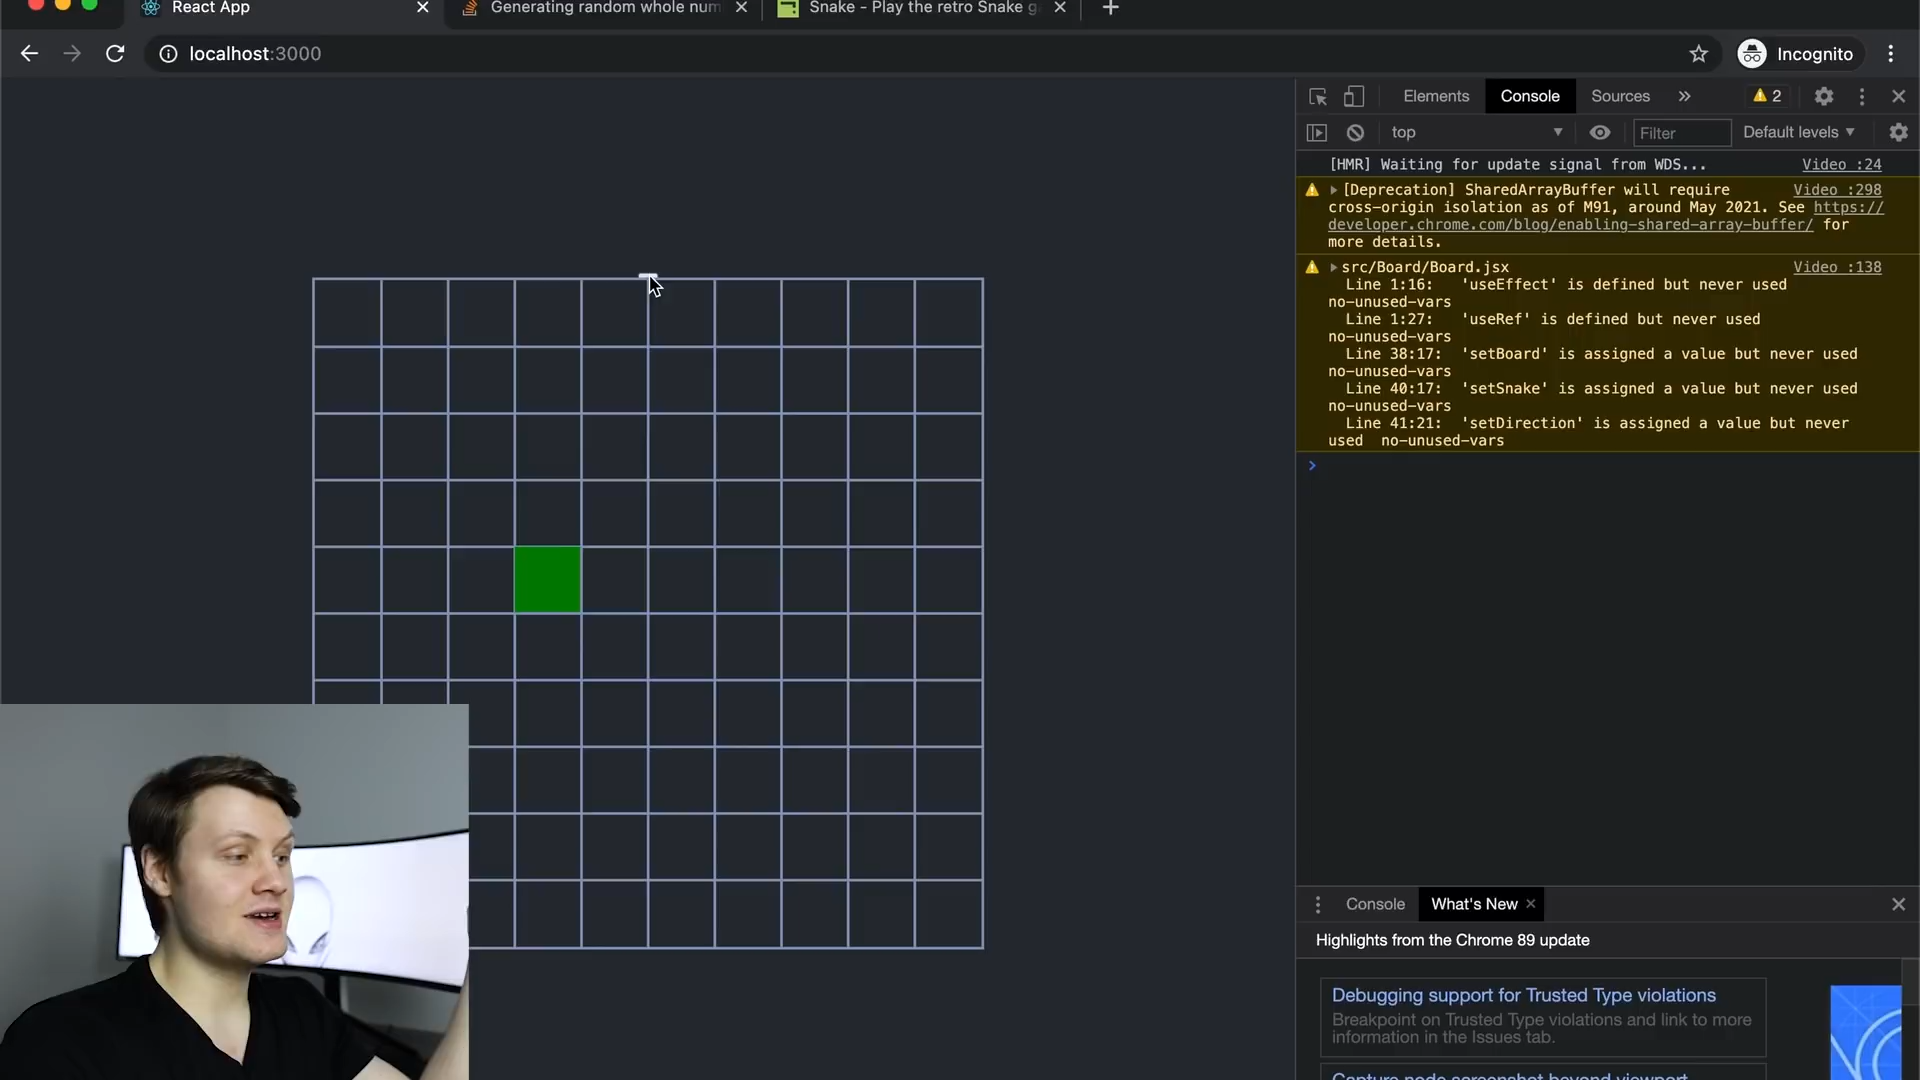 React App
Generating random whole num
Snake - Play the retro Snake g
localhost:3000
Incognito
Elements
Console
Sources
2
top
Filter
Default levels
[HMR] Waiting for update signal from WDS...
Video :24
[Deprecation] SharedArrayBuffer will require
Video :298
cross-origin isolation as of M91, around May 2021. See https://
developer.chrome.com/blog/enabling-shared-array-buffer/ for
more details.
src/Board/Board.jsx
Video :138
Line 1:16: 'useEffect' is defined but never used
no-unused-vars
Line 1:27: 'useRef' is defined but never used
no-unused-vars
Line 38:17: 'setBoard' is assigned a value but never used
no-unused-vars
Line 40:17: 'setSnake' is assigned a value but never used
no-unused-vars
Line 41:21: 'setDirection' is assigned a value but never
used no-unused-vars
Console
What's New
Highlights from the Chrome 89 update
Debugging support for Trusted Type violations
Breakpoint on Trusted Type violations and link to more
information in the Issues tab.
Capture node screenshot beyond viewport